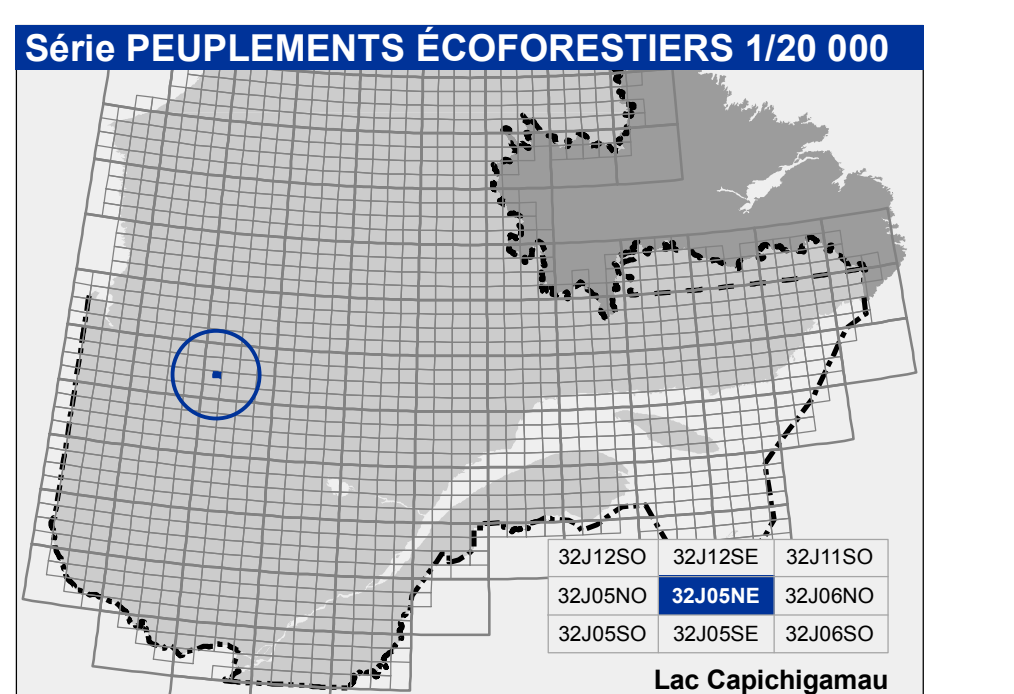 Série PEUPLEMENTS ÉCOFORESTIERS 1/20 000
32J12SO 32J12SE 32J11SO
32J05NO 32J05NE 32J06NO
32J05SO 32J05SE 32J06SO
Lac Capichigamau